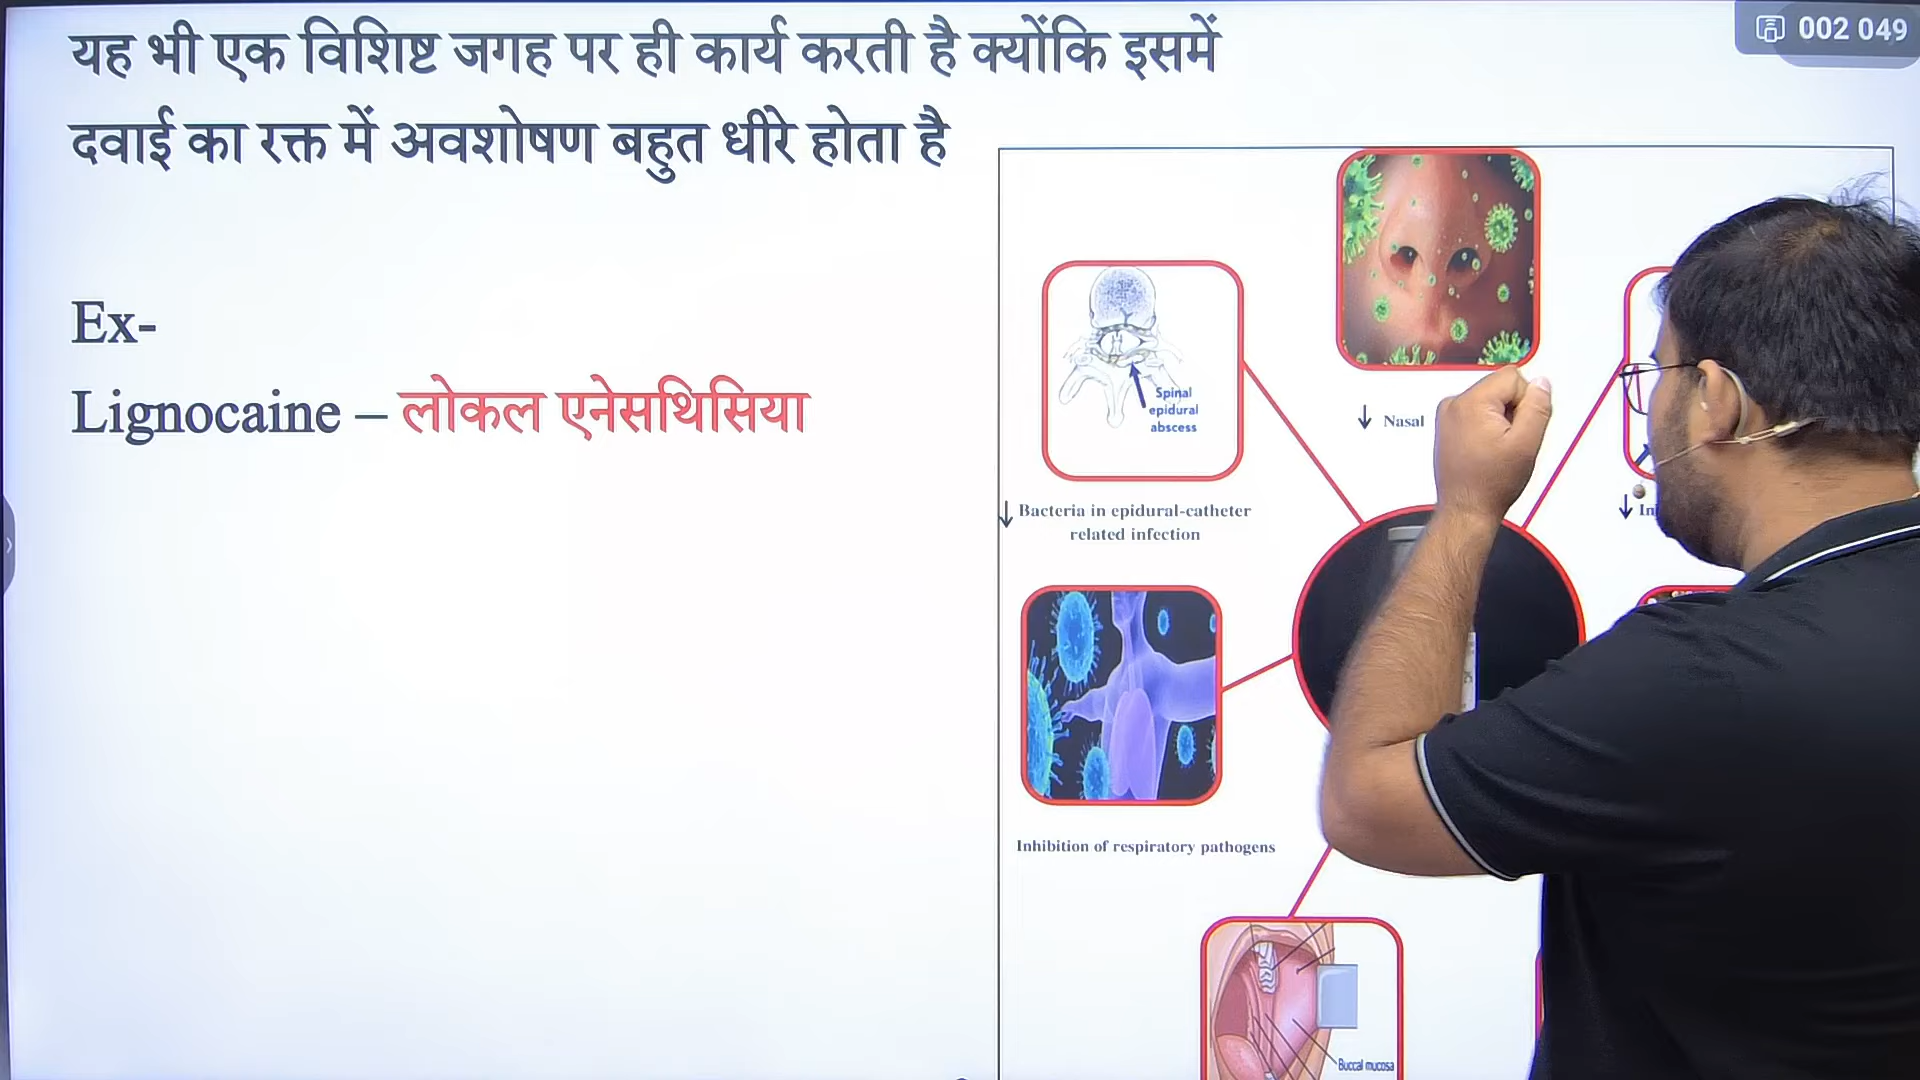 002 049
यह भी एक विशिष्ट जगह पर ही कार्य करती है क्योंकि इसमें
दवाई का रक्त में अवशोषण बहुत धीरे होता है
Ex-
Lignocaine – लोकल एनेसथिसिया
Spinal
epidural
abscess
↓ Nasal
↓ Bacteria in epidural-catheter
related infection
↓
Inhibition of respiratory pathogens
Buccal mucosa